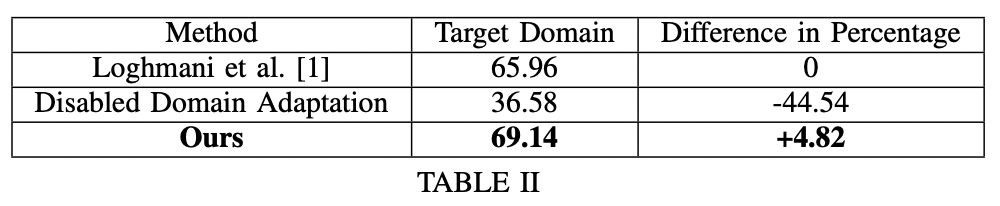 Method Target Domain Difference in Percentage
Loghmani et al. [1] 65.96 0
Disabled Domain Adaptation 36.58 -44.54
Ours 69.14 +4.82
TABLE II